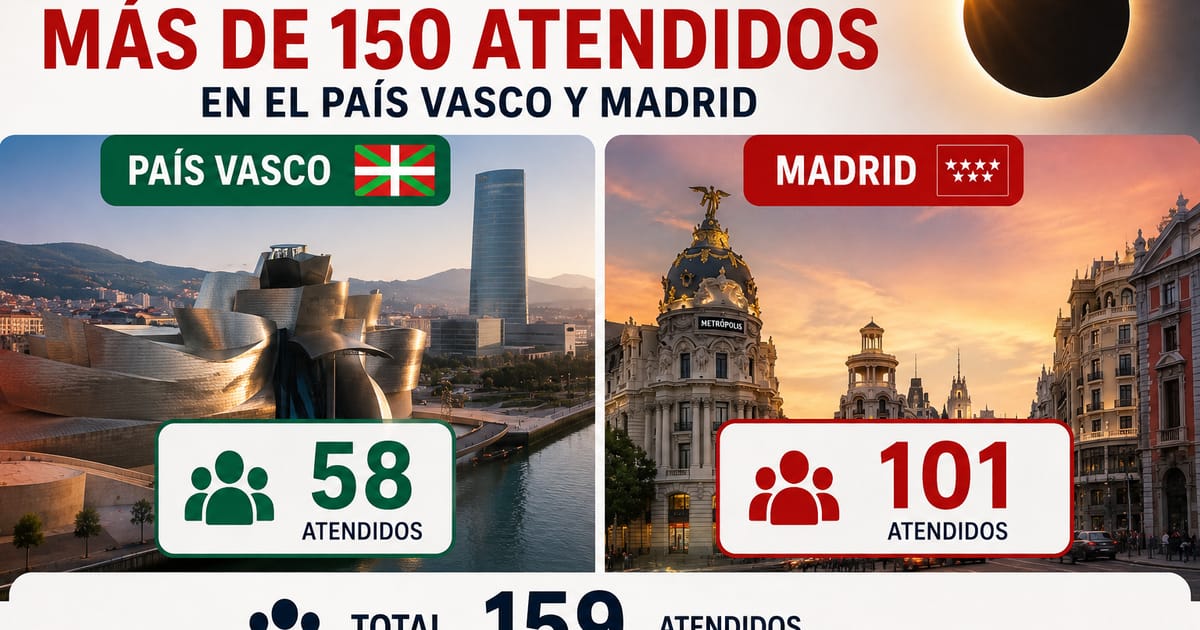 MÁS DE 150 ATENDIDOS
EN EL PAÍS VASCO Y MADRID
PAÍS VASCO
MADRID
METRÓPOLIS
58
ATENDIDOS
101
ATENDIDOS
TOTAL 159 ATENDIDOS